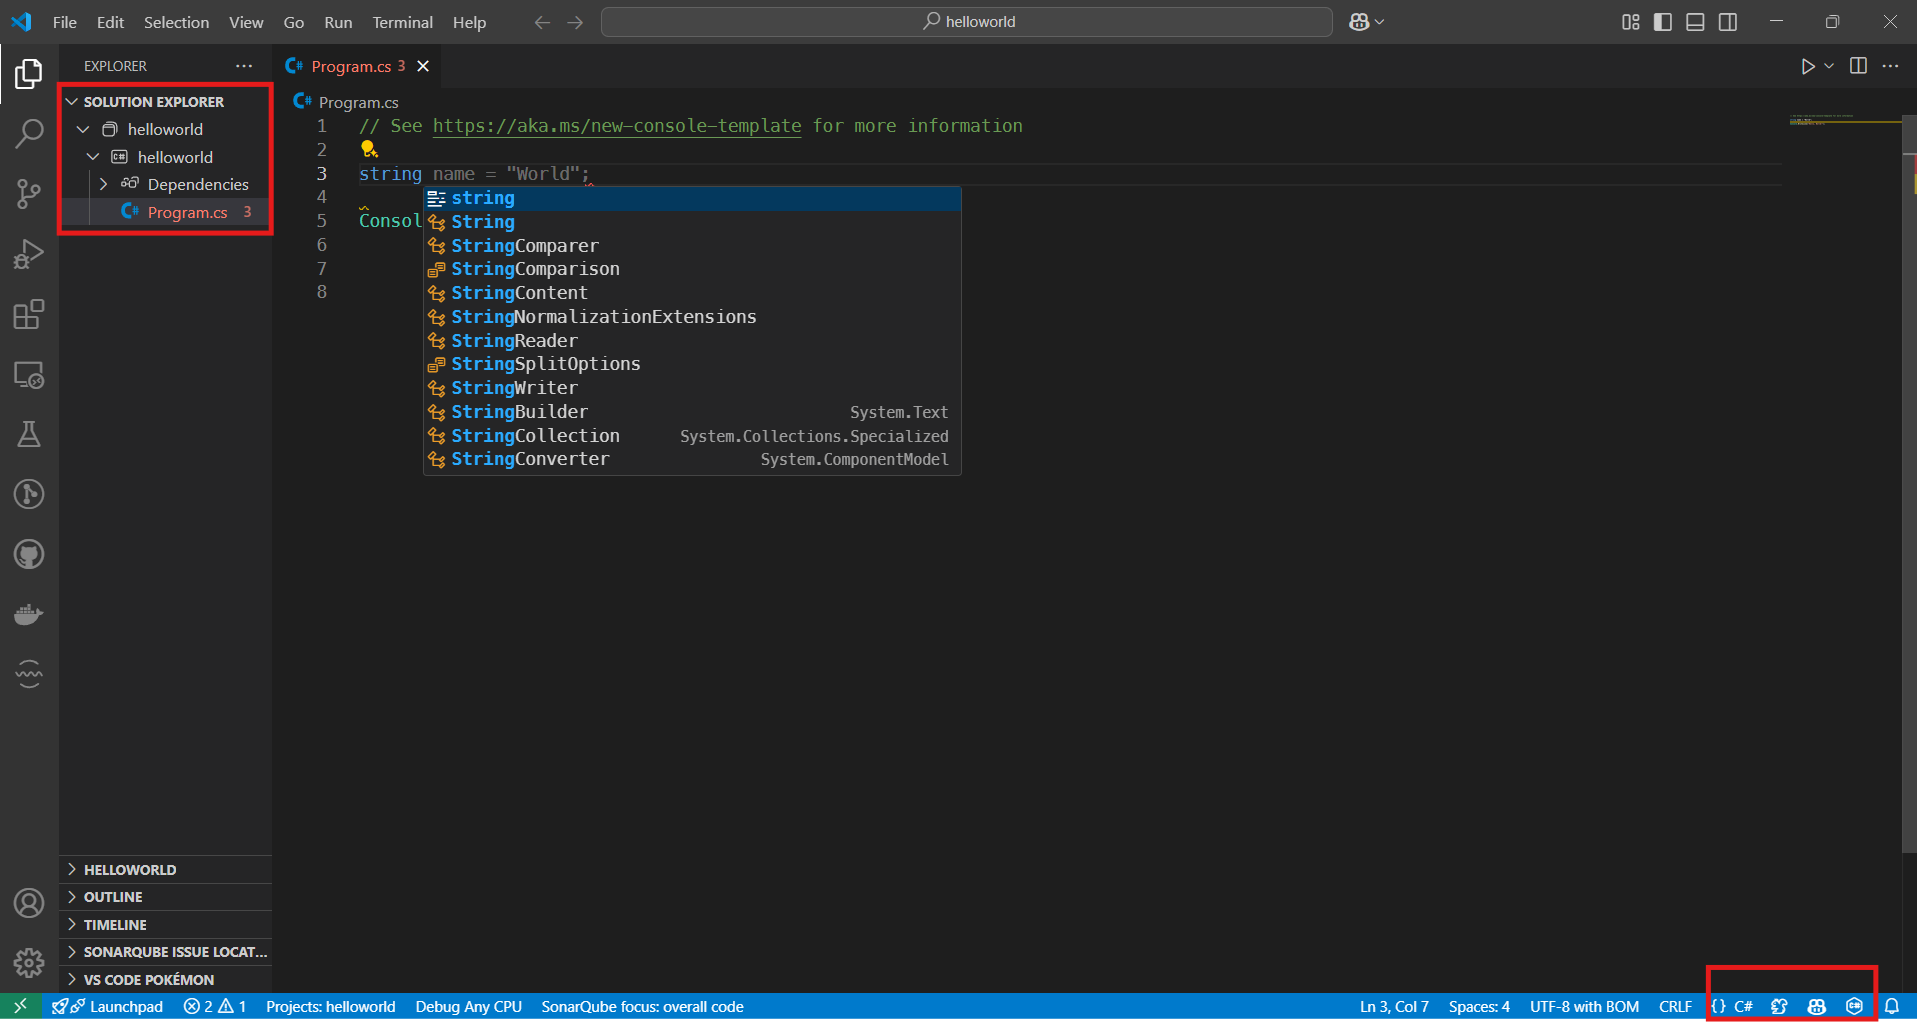 File Edit Selection View Go Run Terminal Help
helloworld
EXPLORER
SOLUTION EXPLORER
helloworld
helloworld
Dependencies
Program.cs 3
HELLOWORLD
OUTLINE
TIMELINE
SONARQUBE ISSUE LOCAT...
VS CODE POKÉMON
C# Program.cs 3
C# Program.cs
1 // See https://aka.ms/new-console-template for more information
2
3 string name = "World";
4
5 Consol
6
7
8
string
String
StringComparer
StringComparison
StringContent
StringNormalizationExtensions
StringReader
StringSplitOptions
StringWriter
StringBuilder System.Text
StringCollection System.Collections.Specialized
StringConverter System.ComponentModel
Launchpad 2 1 Projects: helloworld Debug Any CPU SonarQube focus: overall code Ln 3, Col 7 Spaces: 4 UTF-8 with BOM CRLF {} C#